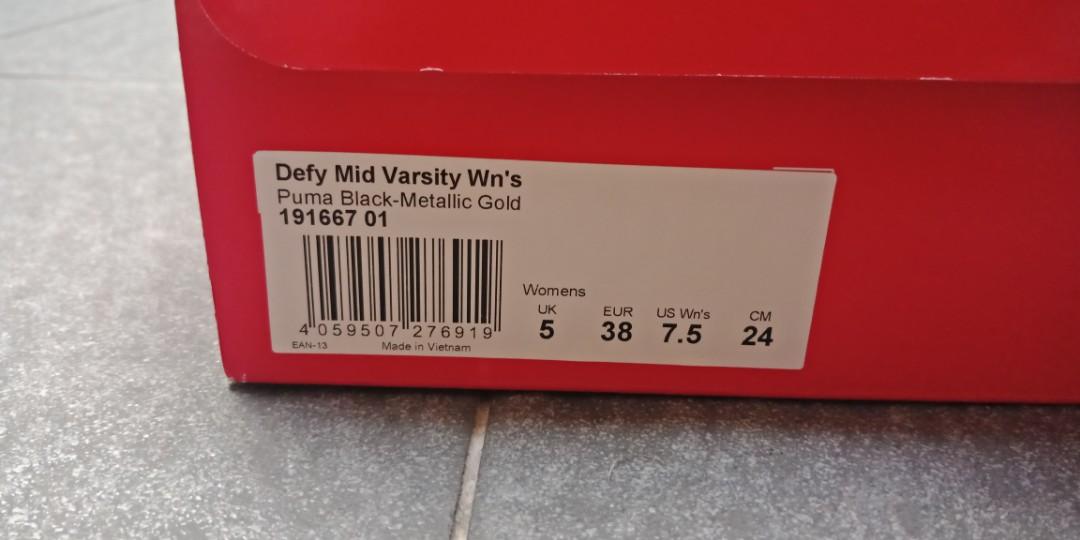 Defy Mid Varsity Wn's
Puma Black-Metallic Gold
191667 01
4 059507 276919
EAN-13 Made in Vietnam
Womens
UK EUR US Wn's CM
5 38 7.5 24